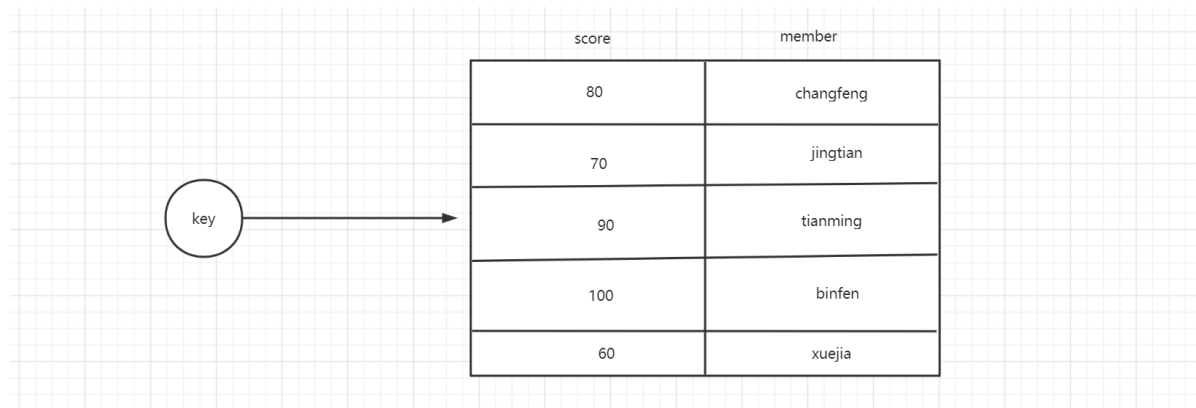 score member
80 changfeng
70 jingtian
key
90 tianming
100 binfen
60 xuejia